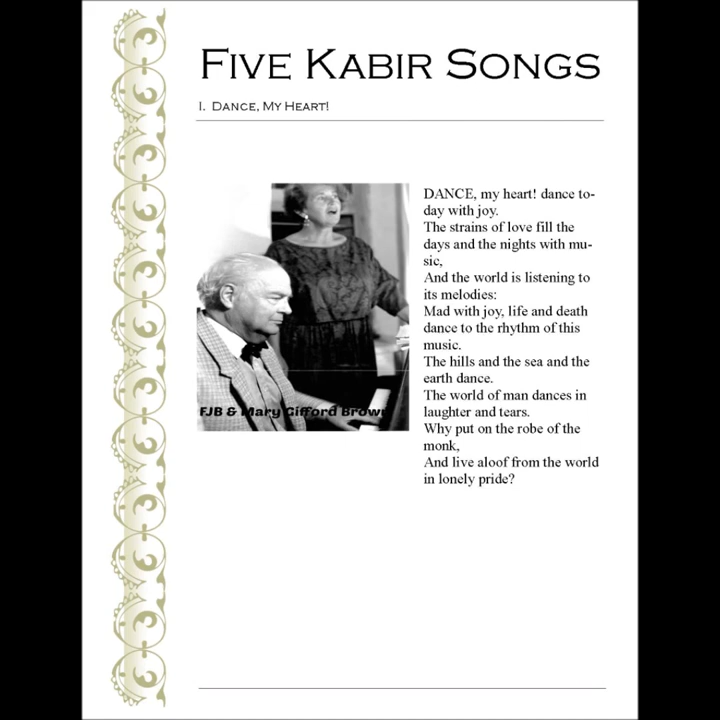 FIVE KABIR SONGS
I. DANCE, MY HEART!
DANCE, my heart! dance to-
day with joy.
The strains of love fill the
days and the nights with mu-
sic,
And the world is listening to
its melodies:
Mad with joy, life and death
dance to the rhythm of this
music.
The hills and the sea and the
earth dance.
The world of man dances in
laughter and tears.
Why put on the robe of the
monk,
And live aloof from the world
in lonely pride?
FJB & Mary Gifford Brown